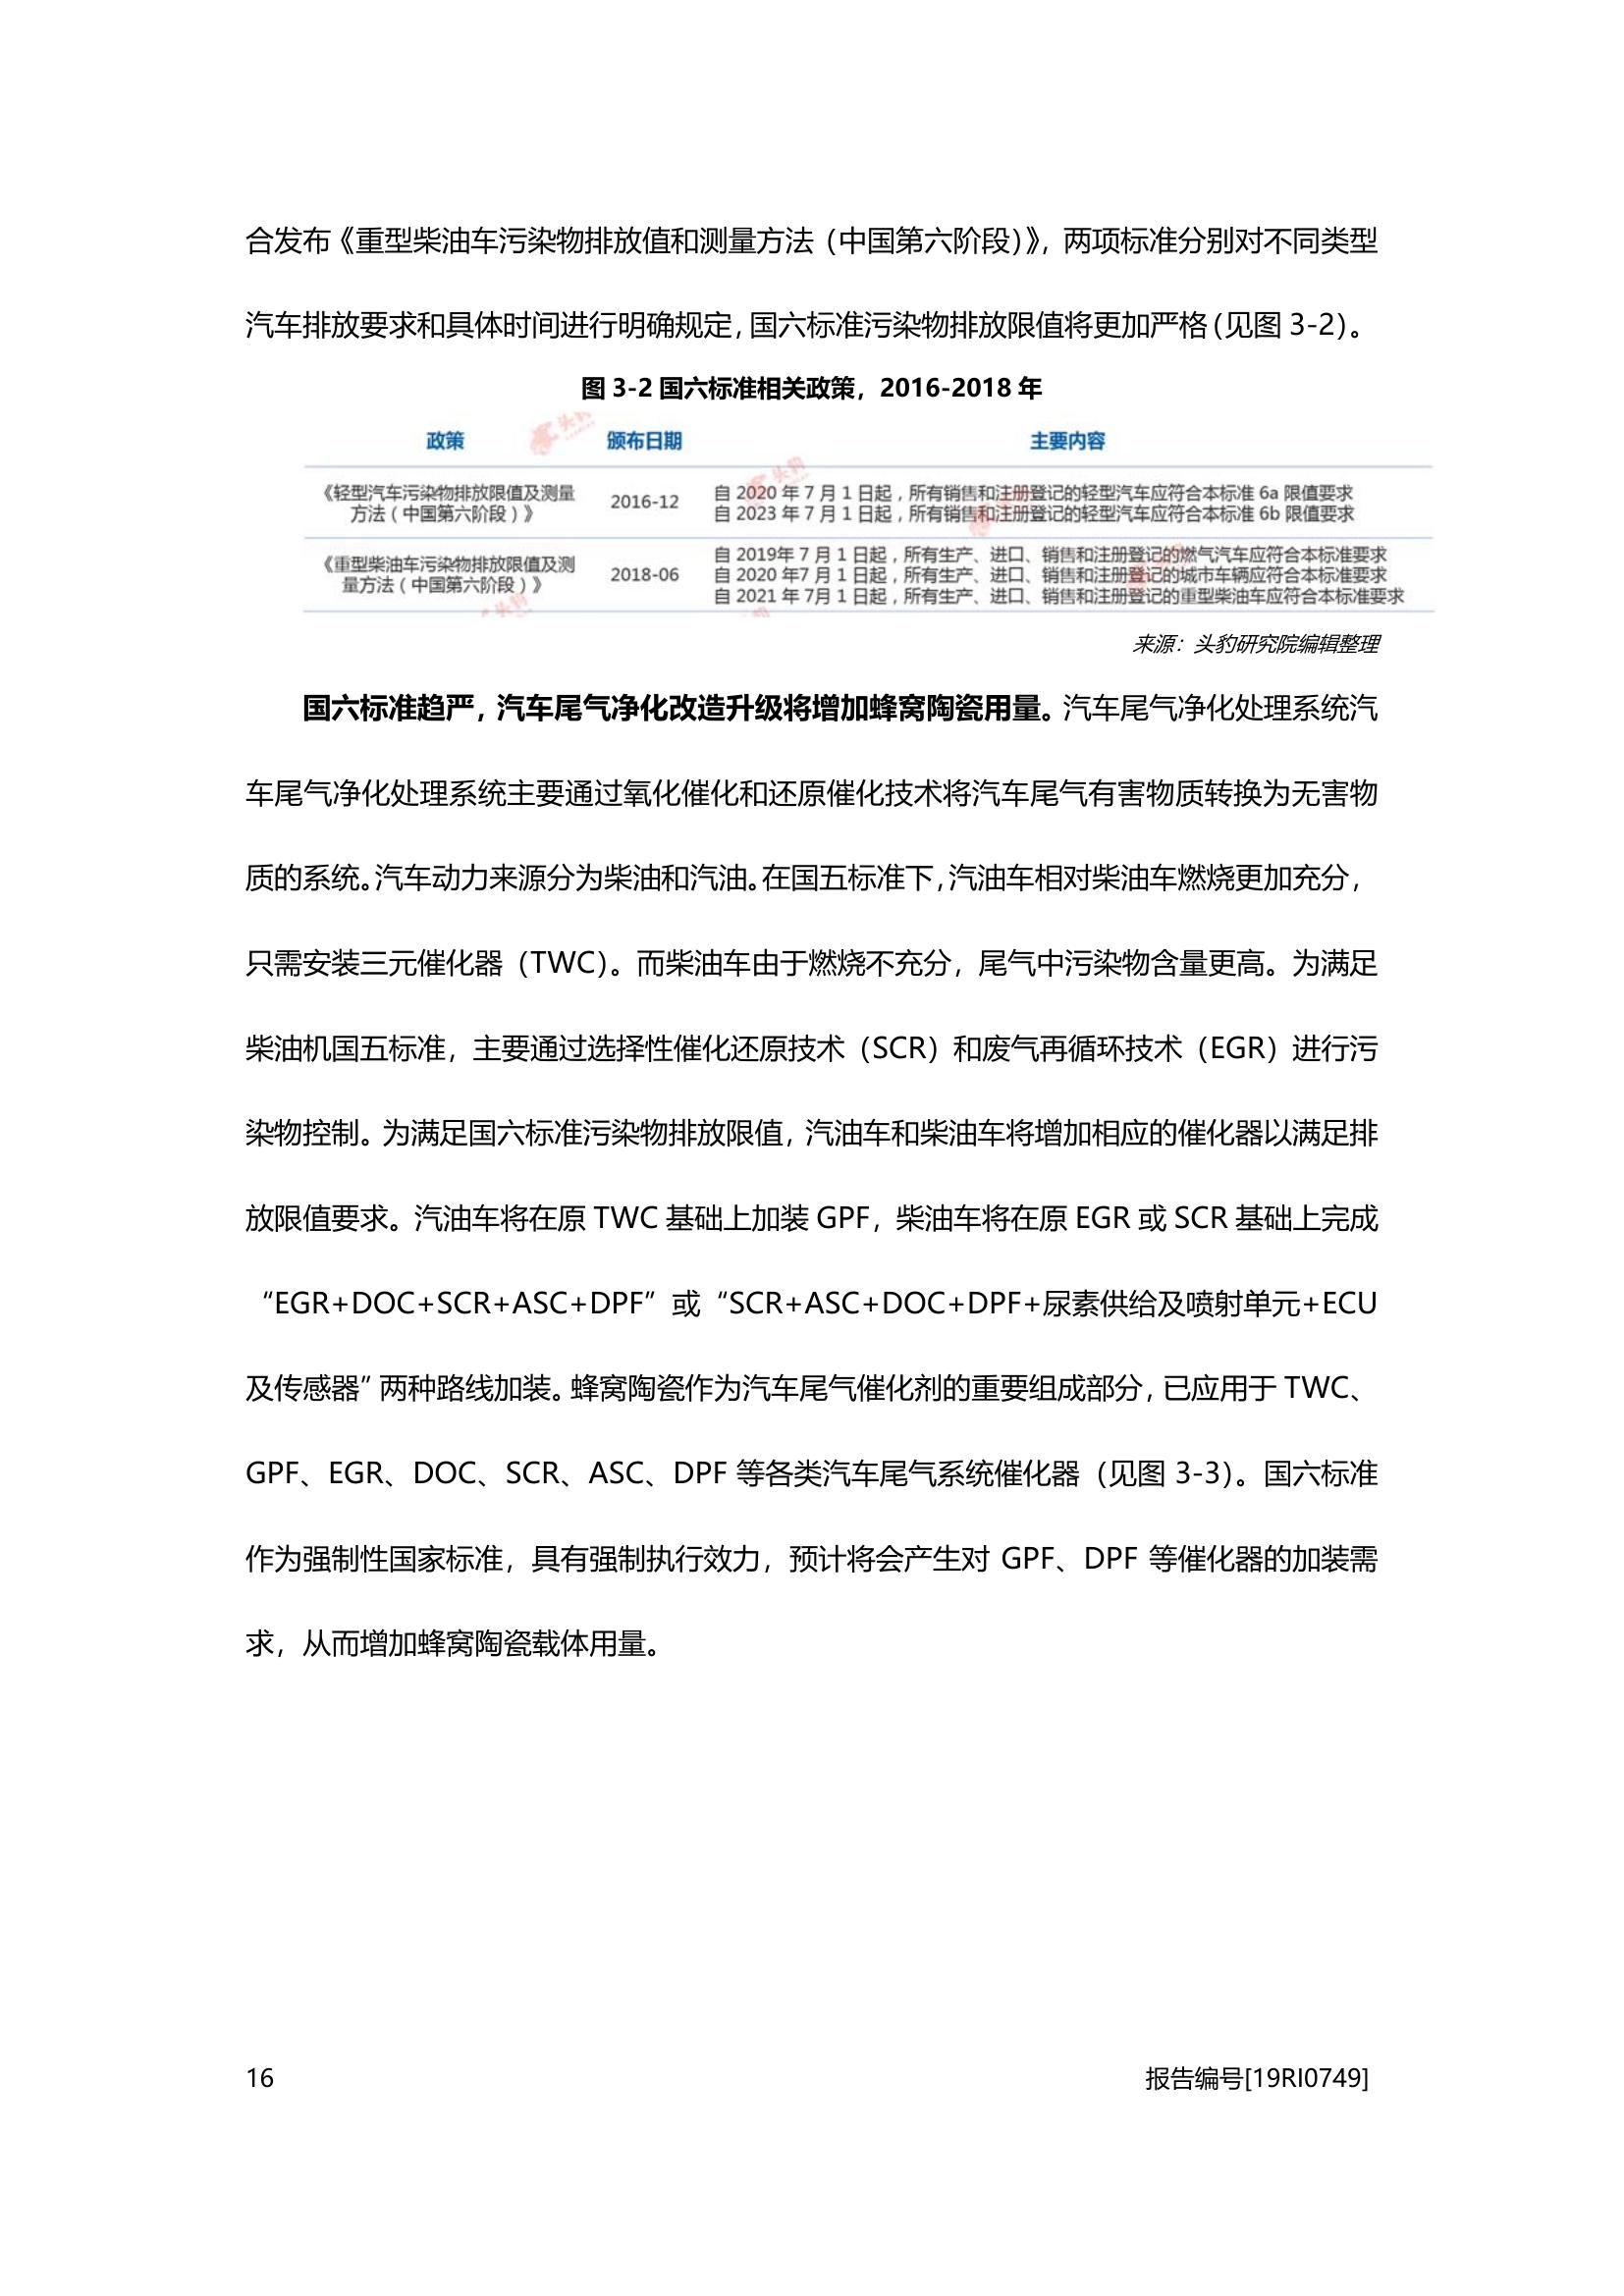 合发布《重型柴油车污染物排放值和测量方法（中国第六阶段）》，两项标准分别对不同类型
汽车排放要求和具体时间进行明确规定，国六标准污染物排放限值将更加严格（见图 3-2）。
图 3-2 国六标准相关政策，2016-2018 年
政策 颁布日期 主要内容
《轻型汽车污染物排放限值及测量
方法（中国第六阶段）》
2016-12
自 2020 年 7 月 1 日起，所有销售和注册登记的轻型汽车应符合本标准 6a 限值要求
自 2023 年 7 月 1 日起，所有销售和注册登记的轻型汽车应符合本标准 6b 限值要求
《重型柴油车污染物排放限值及测
量方法（中国第六阶段）》
2018-06
自 2019年 7 月 1 日起，所有生产、进口、销售和注册登记的燃气汽车应符合本标准要求
自 2020 年7 月 1 日起，所有生产、进口、销售和注册登记的城市车辆应符合本标准要求
自 2021 年 7月 1 日起，所有生产、进口、销售和注册登记的重型柴油车应符合本标准要求
来源：头豹研究院编辑整理
国六标准趋严，汽车尾气净化改造升级将增加蜂窝陶瓷用量。汽车尾气净化处理系统汽
车尾气净化处理系统主要通过氧化催化和还原催化技术将汽车尾气有害物质转换为无害物
质的系统。汽车动力来源分为柴油和汽油。在国五标准下，汽油车相对柴油车燃烧更加充分，
只需安装三元催化器（TWC）。而柴油车由于燃烧不充分，尾气中污染物含量更高。为满足
柴油机国五标准，主要通过选择性催化还原技术（SCR）和废气再循环技术（EGR）进行污
染物控制。为满足国六标准污染物排放限值，汽油车和柴油车将增加相应的催化器以满足排
放限值要求。汽油车将在原 TWC 基础上加装 GPF，柴油车将在原 EGR 或 SCR 基础上完成
“EGR+DOC+SCR+ASC+DPF”或“SCR+ASC+DOC+DPF+尿素供给及喷射单元+ECU
及传感器”两种路线加装。蜂窝陶瓷作为汽车尾气催化剂的重要组成部分，已应用于 TWC、
GPF、EGR、DOC、SCR、ASC、DPF 等各类汽车尾气系统催化器（见图 3-3）。国六标准
作为强制性国家标准，具有强制执行效力，预计将会产生对 GPF、DPF 等催化器的加装需
求，从而增加蜂窝陶瓷载体用量。
16 报告编号[19RI0749]